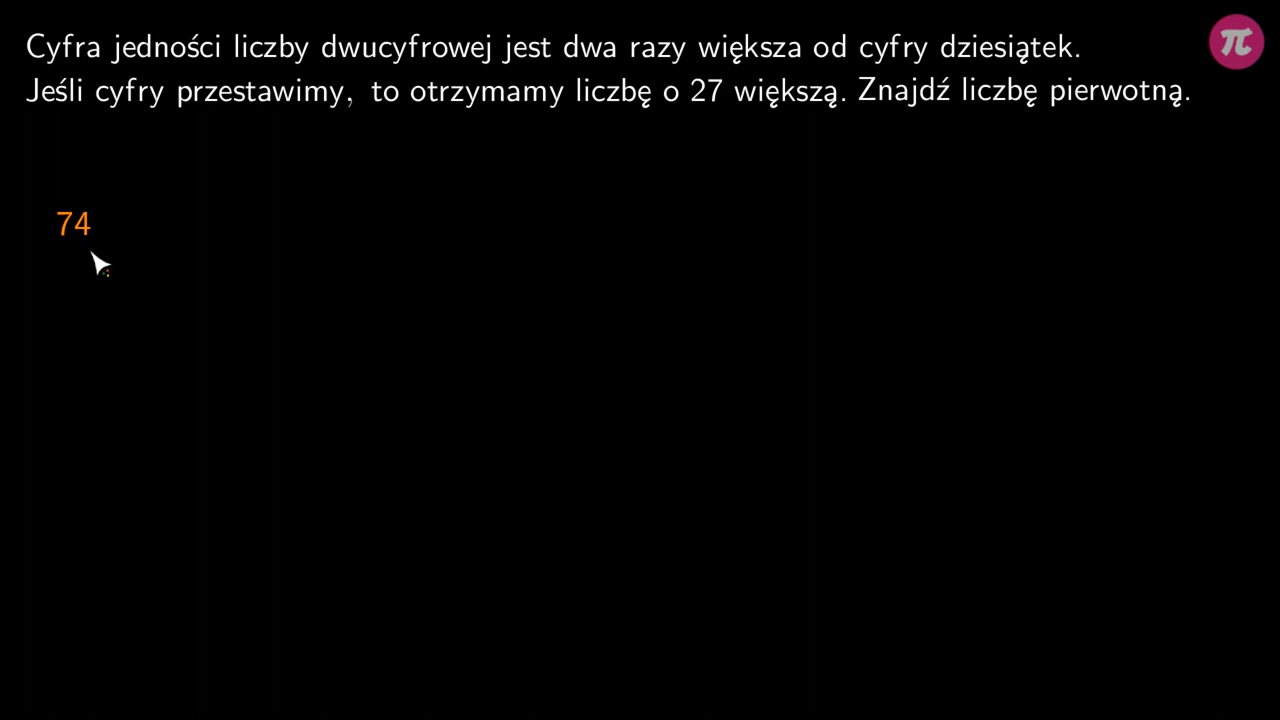 Cyfra jedności liczby dwucyfrowej jest dwa razy większa od cyfry dziesiątek.
Jeśli cyfry przestawimy, to otrzymamy liczbę o 27 większą. Znajdź liczbę pierwotną.
74
π